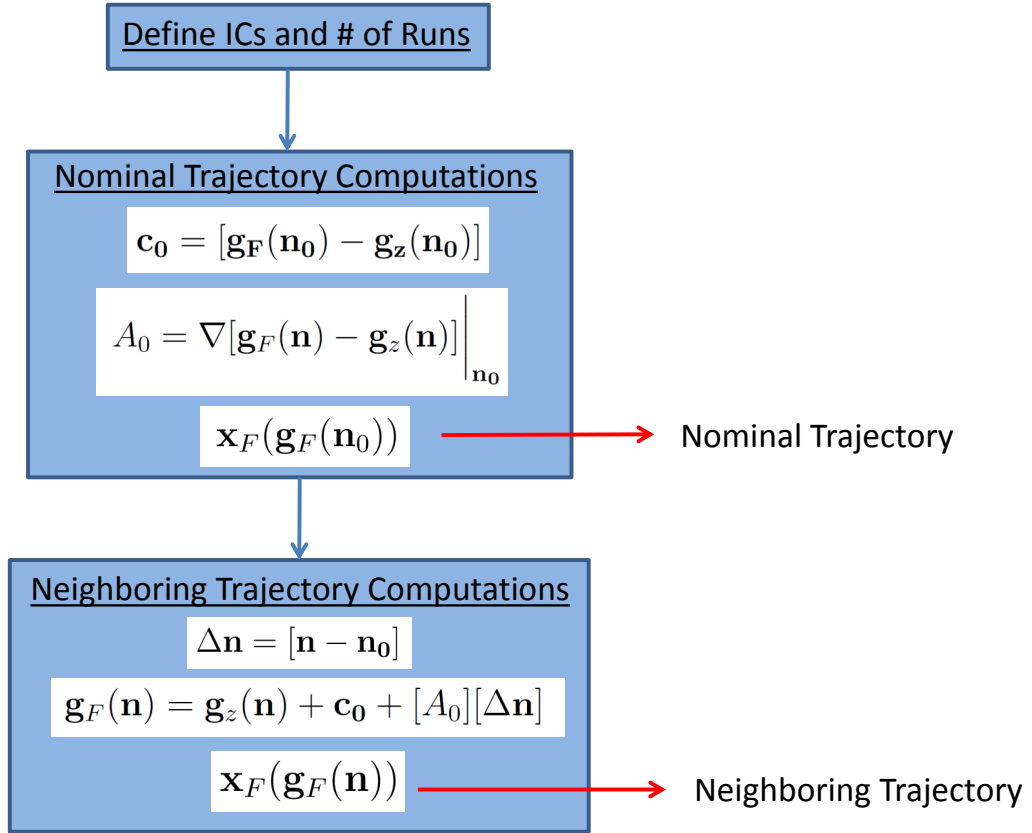 Define ICs and # of Runs
Nominal Trajectory Computations
𝐜₀ = [𝐠_𝐅(𝐧₀) − 𝐠_𝐳(𝐧₀)]
A₀ = ∇[𝐠_F(𝐧) − 𝐠_z(𝐧)]|_𝐧₀
𝐱_F(𝐠_F(𝐧₀))
Nominal Trajectory
Neighboring Trajectory Computations
Δ𝐧 = [𝐧 − 𝐧₀]
𝐠_F(𝐧) = 𝐠_z(𝐧) + 𝐜₀ + [A₀][Δ𝐧]
𝐱_F(𝐠_F(𝐧))
Neighboring Trajectory